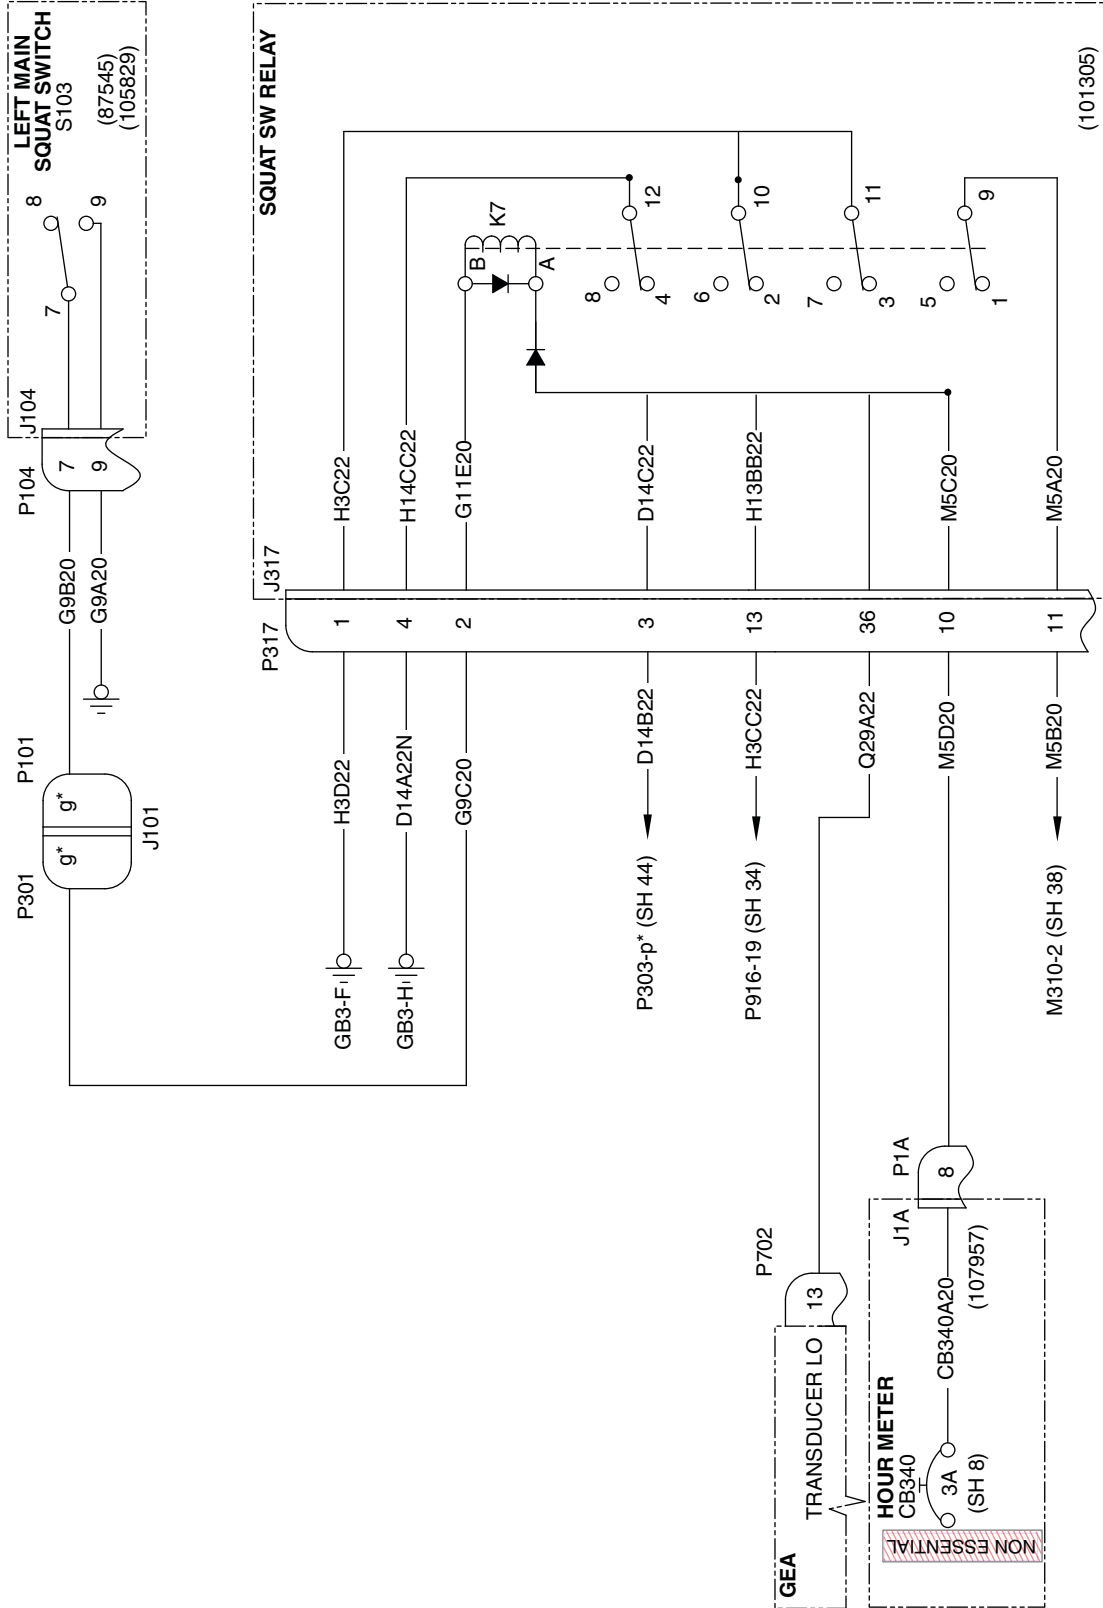 LEFT MAIN
SQUAT SWITCH
S103
(87545)
(105829)
8
9
7
J104
P104
7
9
G9B20
G9A20
P101
g*
g*
J101
P301
SQUAT SW RELAY
(101305)
K7
B
A
12
10
11
9
8
4
6
2
7
3
5
1
H3C22
H14CC22
G11E20
D14C22
H13BB22
M5C20
M5A20
J317
P317
1
4
2
3
13
36
10
11
H3D22
D14A22N
G9C20
D14B22
H3CC22
Q29A22
M5D20
M5B20
GB3-F
GB3-H
P303-p* (SH 44)
P916-19 (SH 34)
M310-2 (SH 38)
P702
13
TRANSDUCER LO
GEA
P1A
8
J1A
CB340A20
(107957)
HOUR METER
CB340
3A
(SH 8)
NON ESSENTIAL